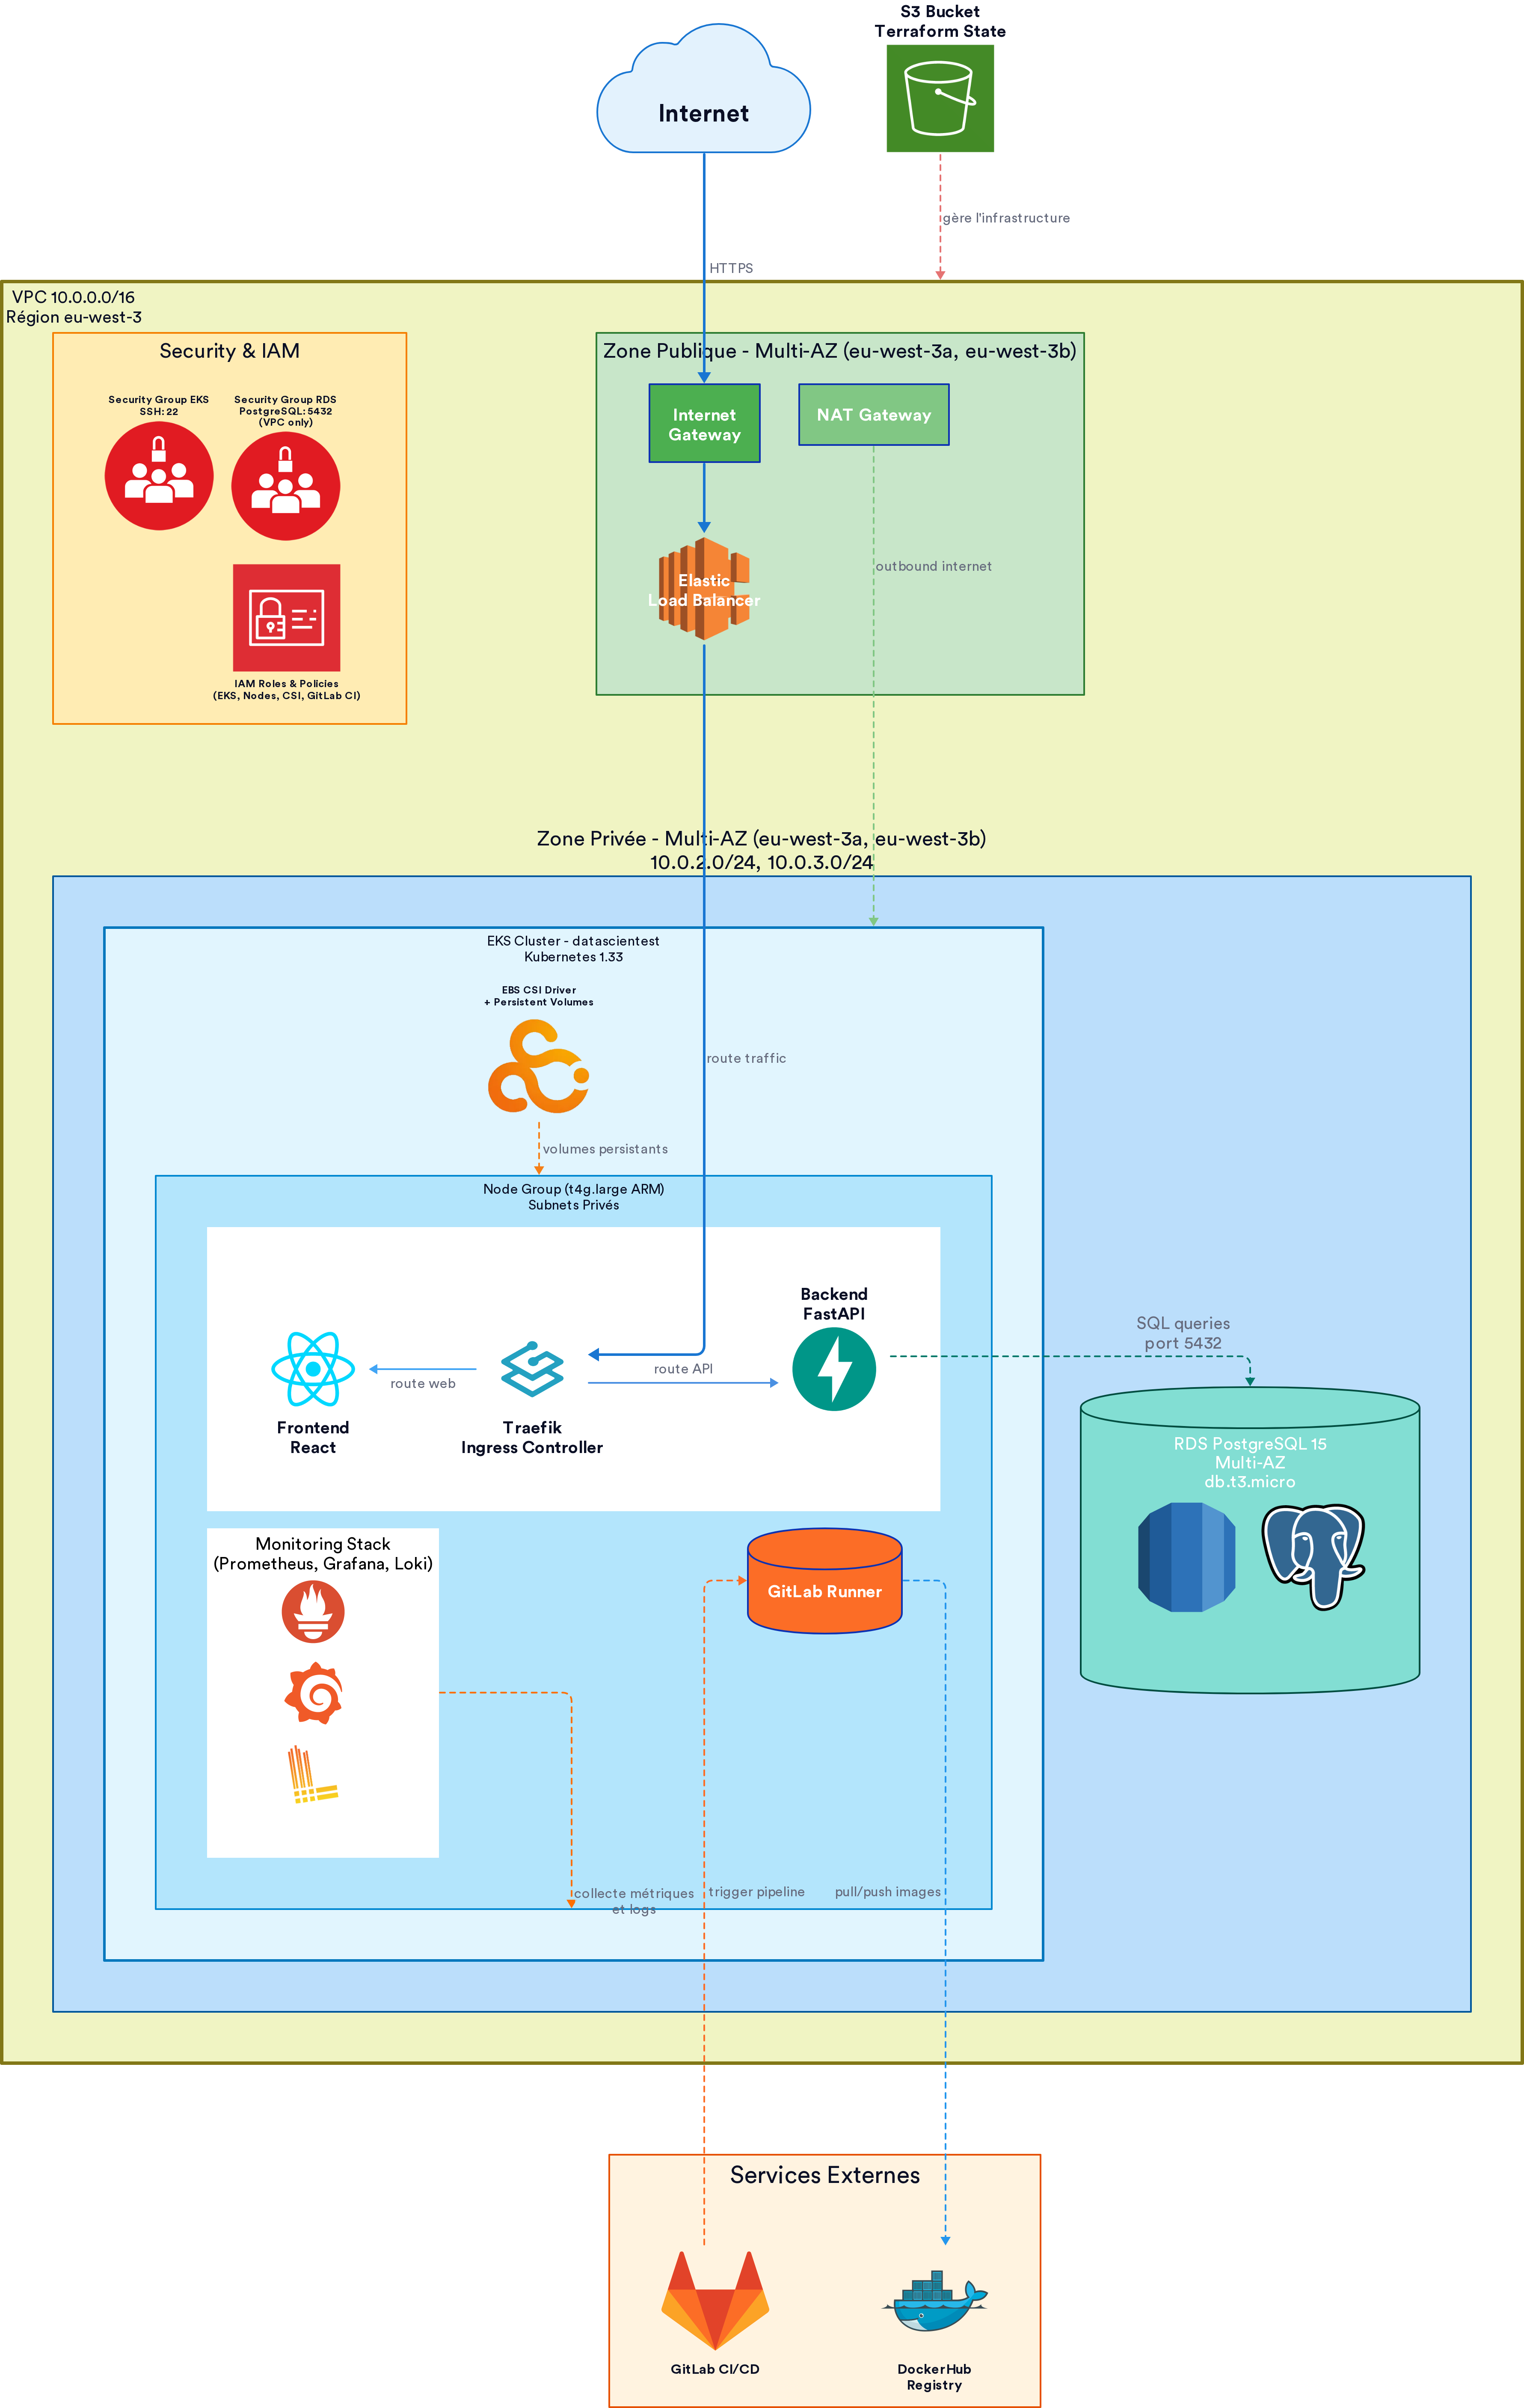 S3 Bucket
Terraform State
Internet
gère l'infrastructure
HTTPS
VPC 10.0.0.0/16
Région eu-west-3
Security & IAM
Security Group EKS
SSH: 22
Security Group RDS
PostgreSQL: 5432
(VPC only)
IAM Roles & Policies
(EKS, Nodes, CSI, GitLab CI)
Zone Publique - Multi-AZ (eu-west-3a, eu-west-3b)
Internet
Gateway
NAT Gateway
Elastic
Load Balancer
outbound internet
Zone Privée - Multi-AZ (eu-west-3a, eu-west-3b)
10.0.2.0/24, 10.0.3.0/24
EKS Cluster - datascientest
Kubernetes 1.33
EBS CSI Driver
+ Persistent Volumes
route traffic
volumes persistants
Node Group (t4g.large ARM)
Subnets Privés
Backend
FastAPI
route web
route API
Frontend
React
Traefik
Ingress Controller
SQL queries
port 5432
RDS PostgreSQL 15
Multi-AZ
db.t3.micro
Monitoring Stack
(Prometheus, Grafana, Loki)
GitLab Runner
collecte métriques
et logs
trigger pipeline
pull/push images
Services Externes
GitLab CI/CD
DockerHub
Registry